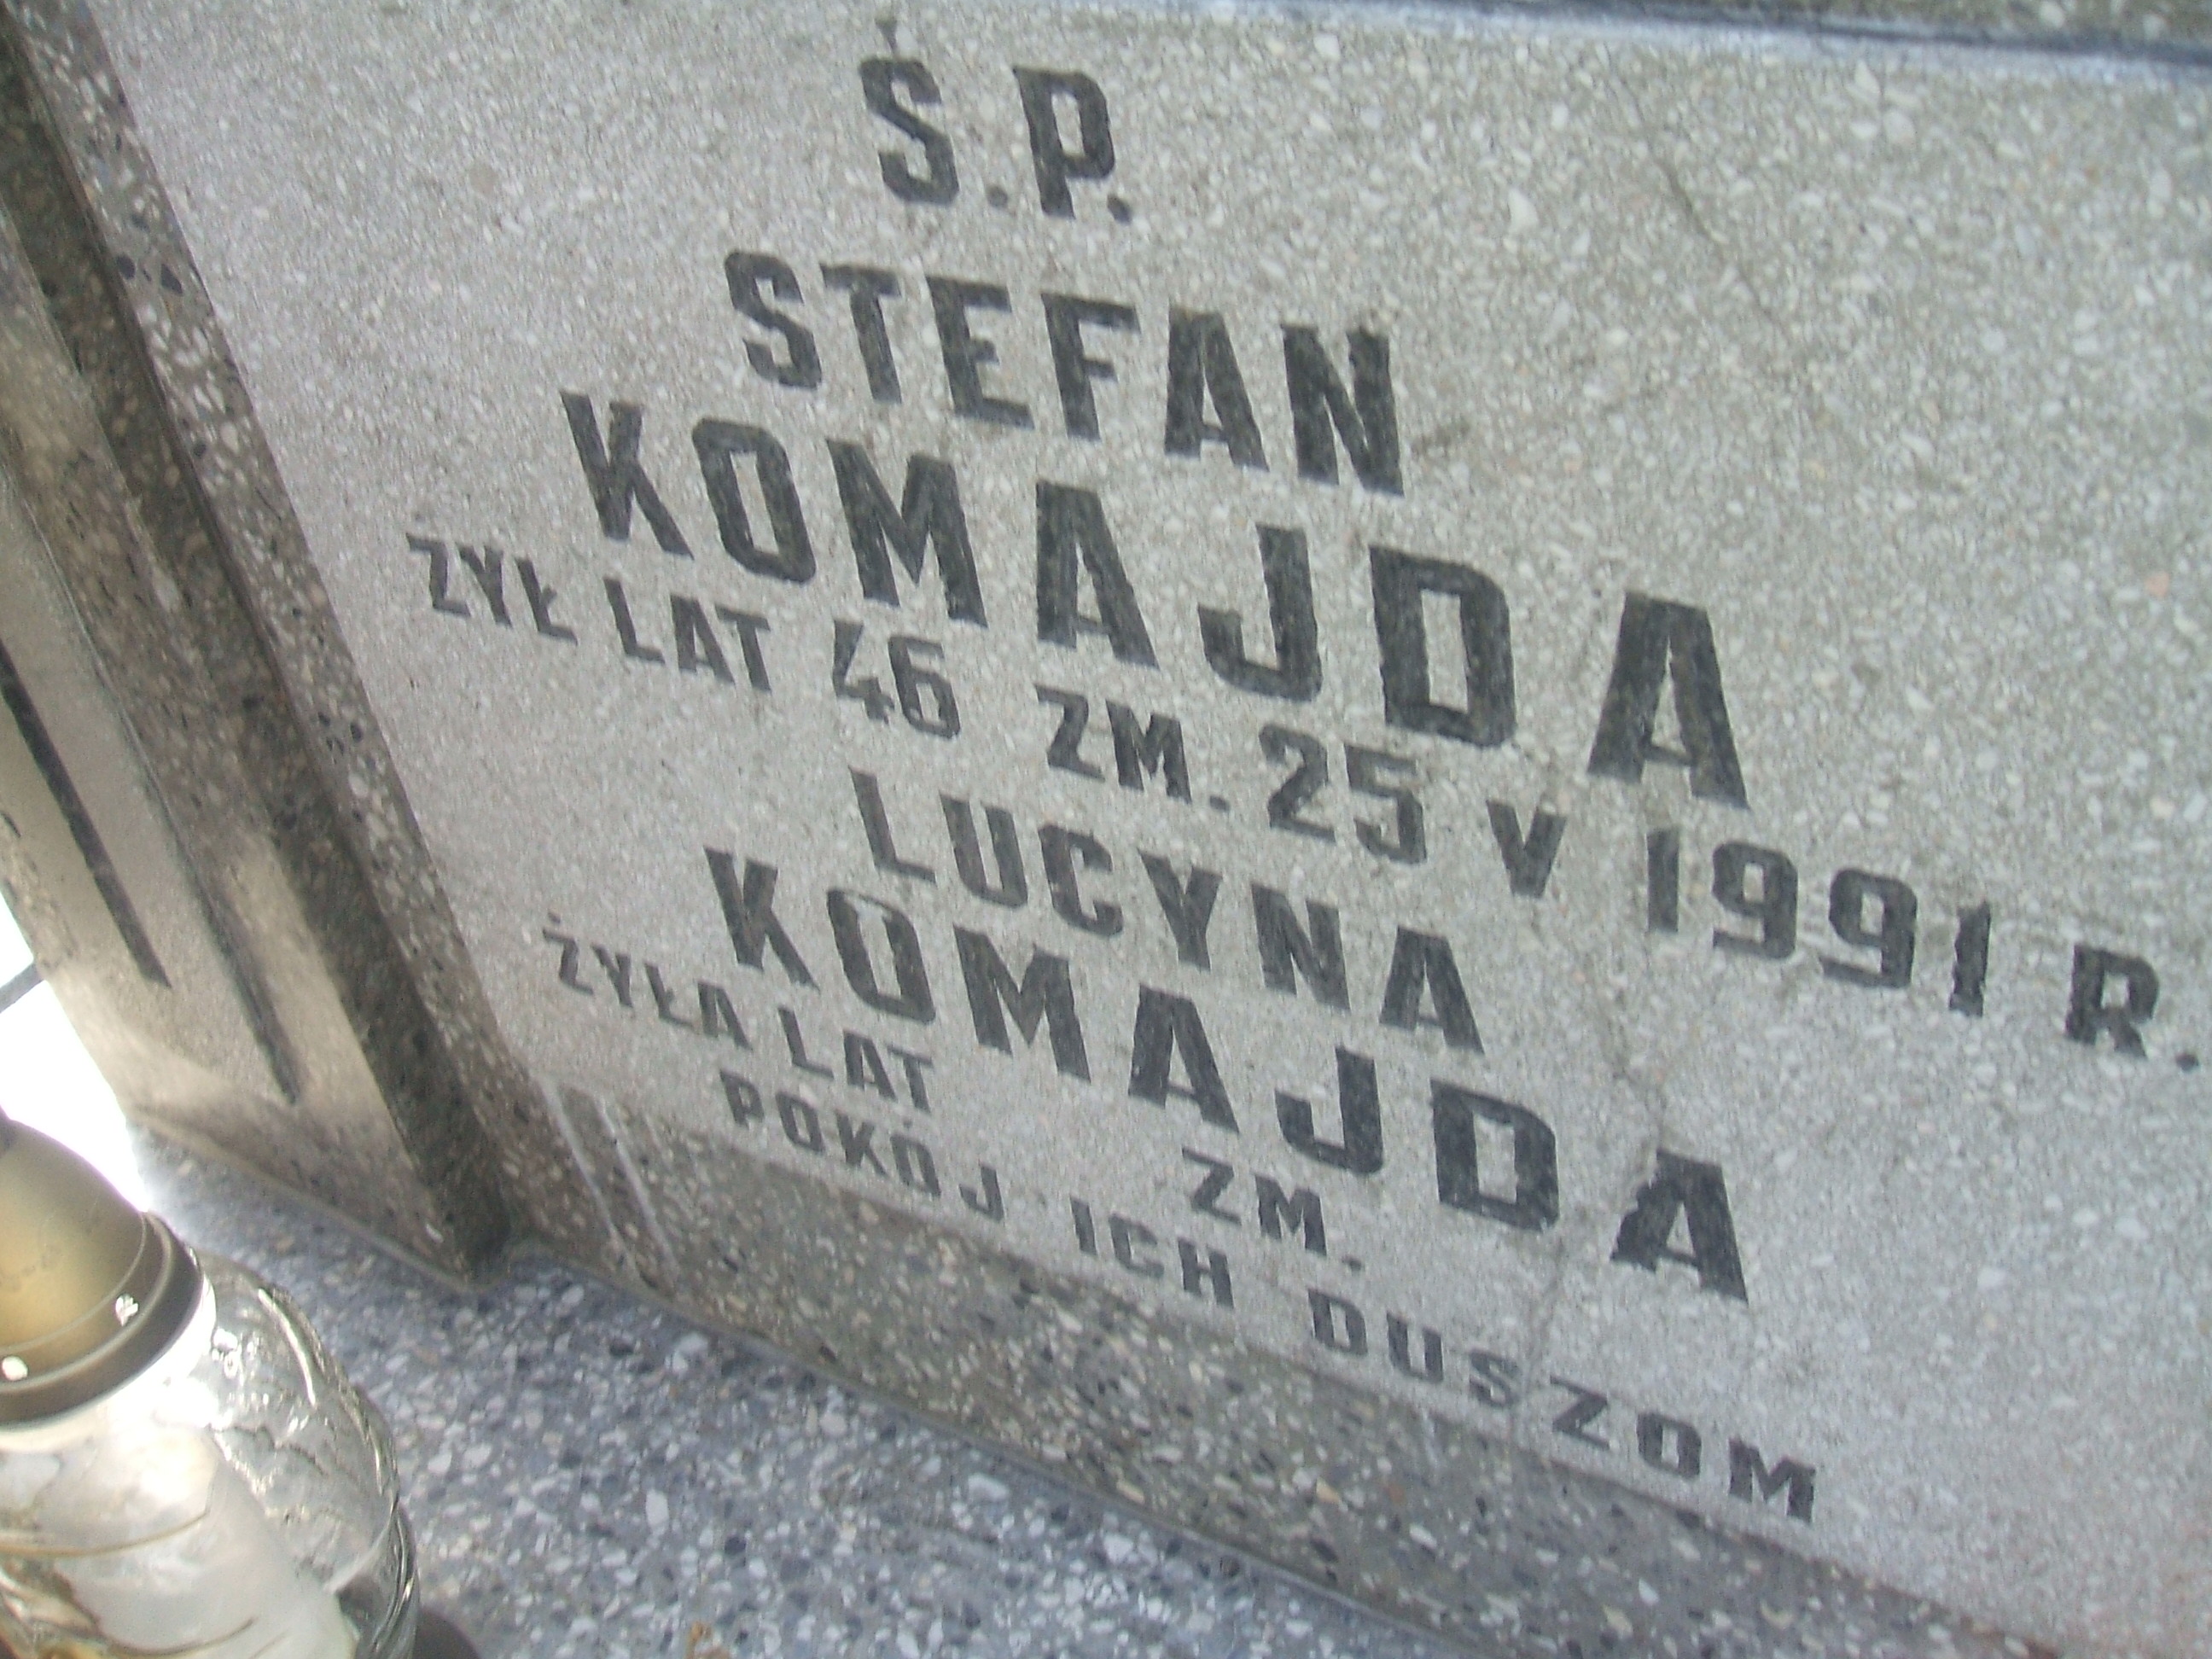 Ś.P.
STEFAN
KOMAJDA
ŻYŁ LAT 46 ZM. 25 V 1991 R.
LUCYNA
KOMAJDA
ŻYŁA LAT ZM.
POKÓJ ICH DUSZOM